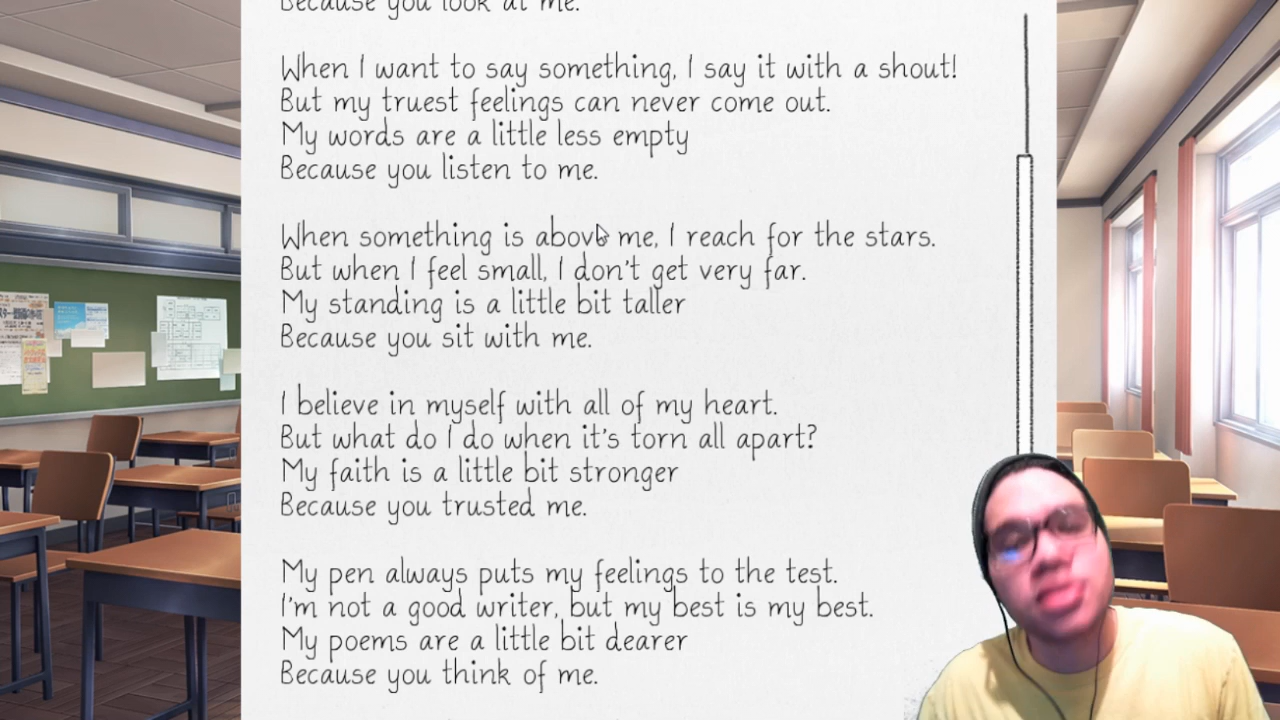 Because you look at me.
When I want to say something, I say it with a shout!
But my truest feelings can never come out.
My words are a little less empty
Because you listen to me.
When something is above me, I reach for the stars.
But when I feel small, I don't get very far.
My standing is a little bit taller
Because you sit with me.
I believe in myself with all of my heart.
But what do I do when it's torn all apart?
My faith is a little bit stronger
Because you trusted me.
My pen always puts my feelings to the test.
I'm not a good writer, but my best is my best.
My poems are a little bit dearer
Because you think of me.